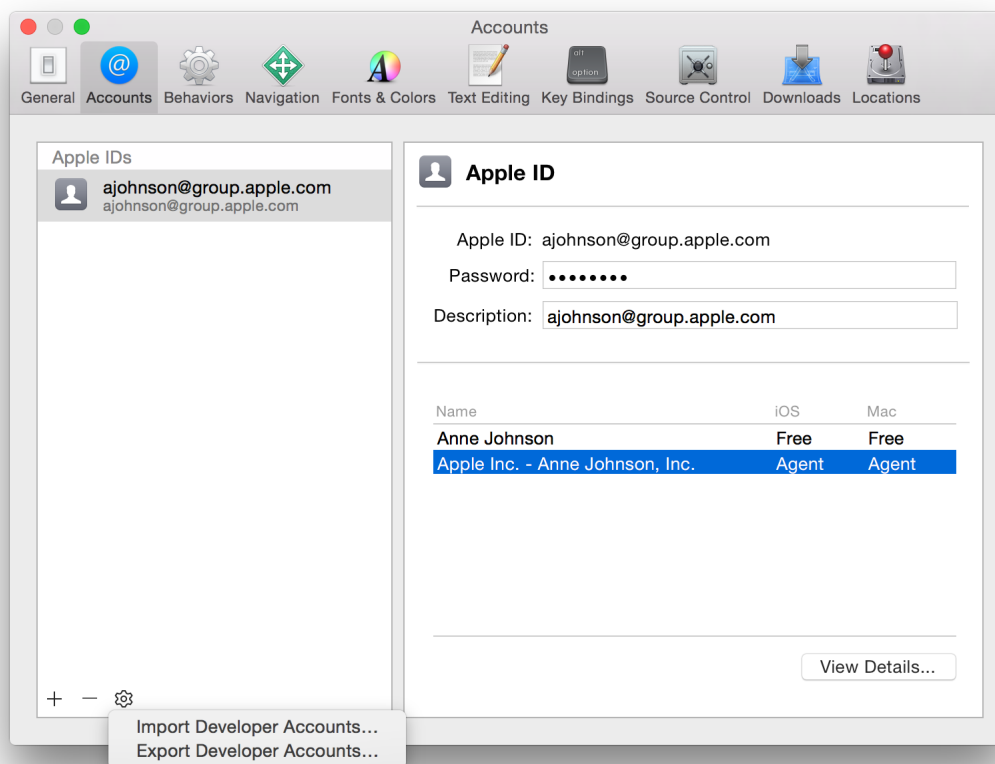 Accounts
General Accounts Behaviors Navigation Fonts & Colors Text Editing Key Bindings Source Control Downloads Locations
alt
option
Apple IDs
ajohnson@group.apple.com
ajohnson@group.apple.com
Apple ID
Apple ID: ajohnson@group.apple.com
Password: ••••••••
Description: ajohnson@group.apple.com
Name iOS Mac
Anne Johnson Free Free
Apple Inc. - Anne Johnson, Inc. Agent Agent
View Details...
Import Developer Accounts...
Export Developer Accounts...